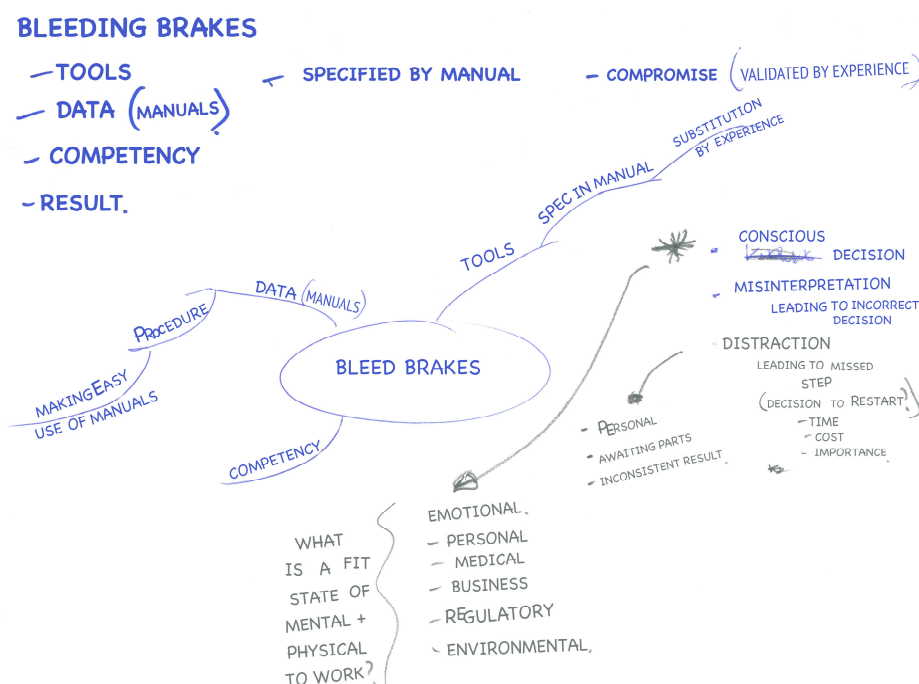 BLEEDING BRAKES
– TOOLS
– DATA (MANUALS)
– COMPETENCY
– RESULT.
– SPECIFIED BY MANUAL
– COMPROMISE (VALIDATED BY EXPERIENCE)
SUBSTITUTION
BY EXPERIENCE
SPEC IN MANUAL
TOOLS
DATA (MANUALS)
PROCEDURE
MAKING EASY
USE OF MANUALS
BLEED BRAKES
COMPETENCY
CONSCIOUS
DECISION
MISINTERPRETATION
LEADING TO INCORRECT
DECISION
DISTRACTION
LEADING TO MISSED
STEP
(DECISION TO RESTART?)
– TIME
– COST
– IMPORTANCE.
– PERSONAL
- AWAITING PARTS
- INCONSISTENT RESULT.
EMOTIONAL.
– PERSONAL
– MEDICAL
– BUSINESS
– REGULATORY
- ENVIRONMENTAL.
WHAT
IS A FIT
STATE OF
MENTAL +
PHYSICAL
TO WORK?